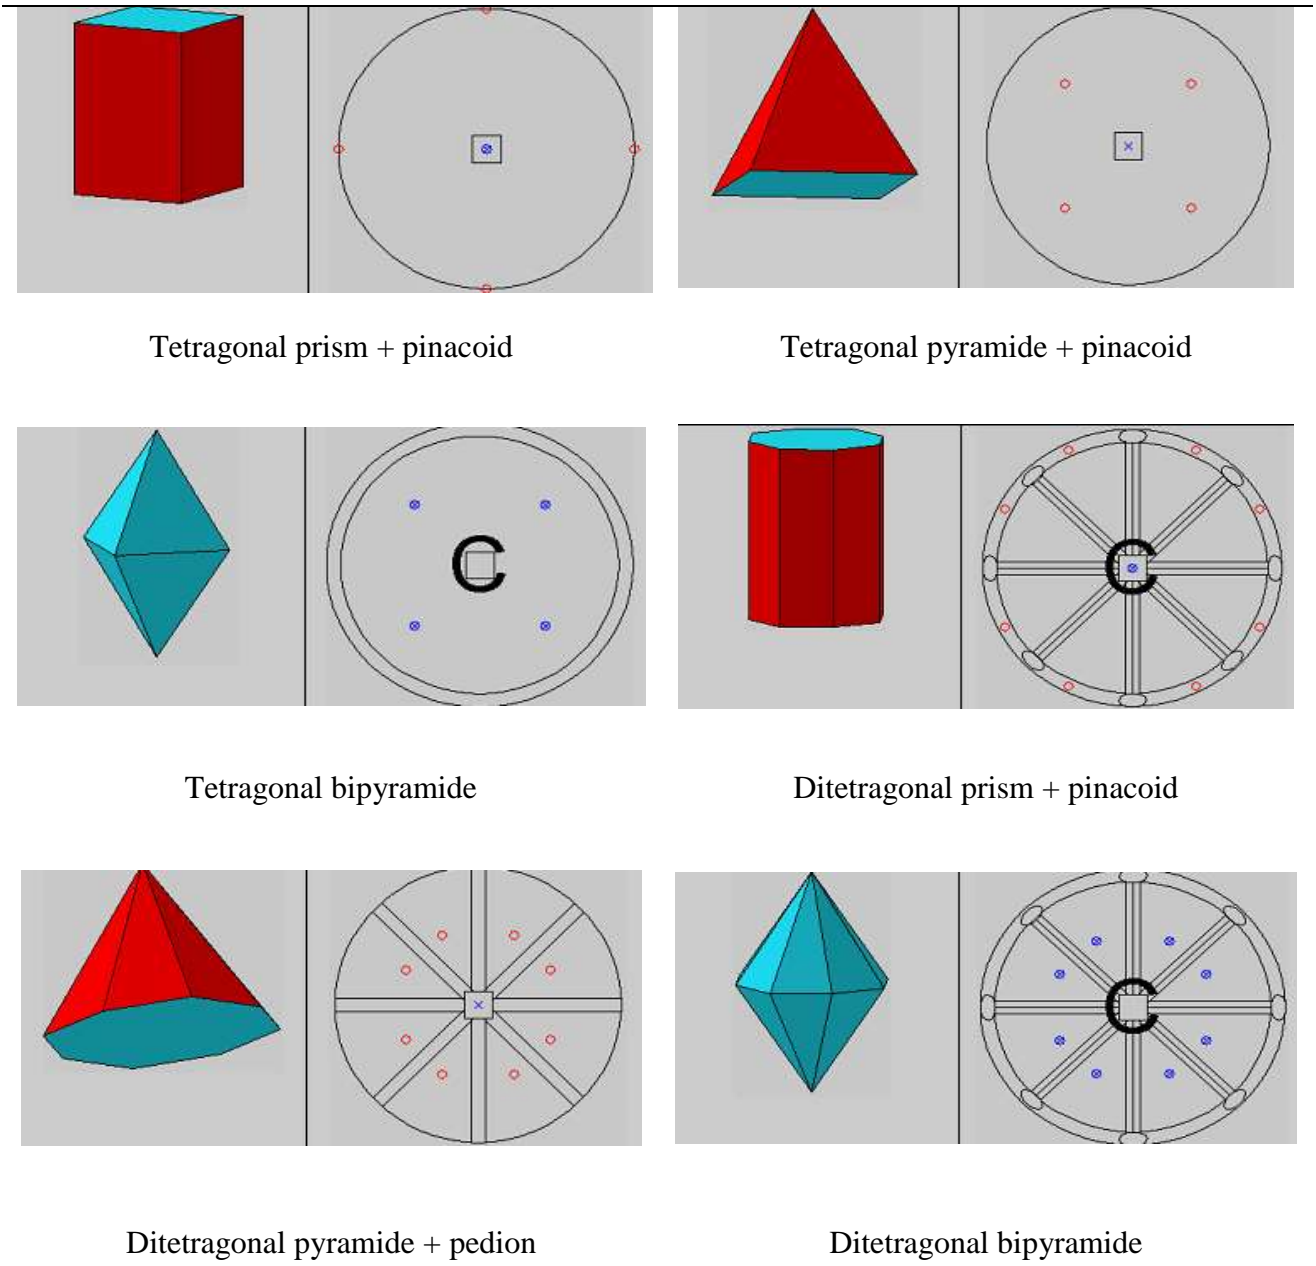 Tetragonal prism + pinacoid
Tetragonal pyramide + pinacoid
C
Tetragonal bipyramide
C
Ditetragonal prism + pinacoid
C
Ditetragonal pyramide + pedion
Ditetragonal bipyramide